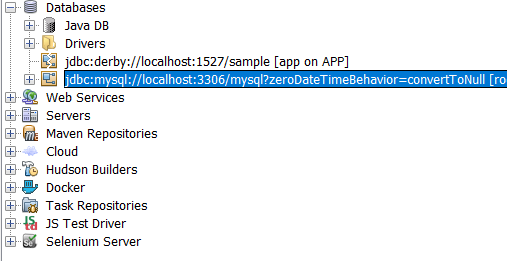 Databases
Java DB
Drivers
jdbc:derby://localhost:1527/sample [app on APP]
jdbc:mysql://localhost:3306/mysql?zeroDateTimeBehavior=convertToNull [ro
Web Services
Servers
Maven Repositories
Cloud
Hudson Builders
Docker
Task Repositories
JS Test Driver
Selenium Server